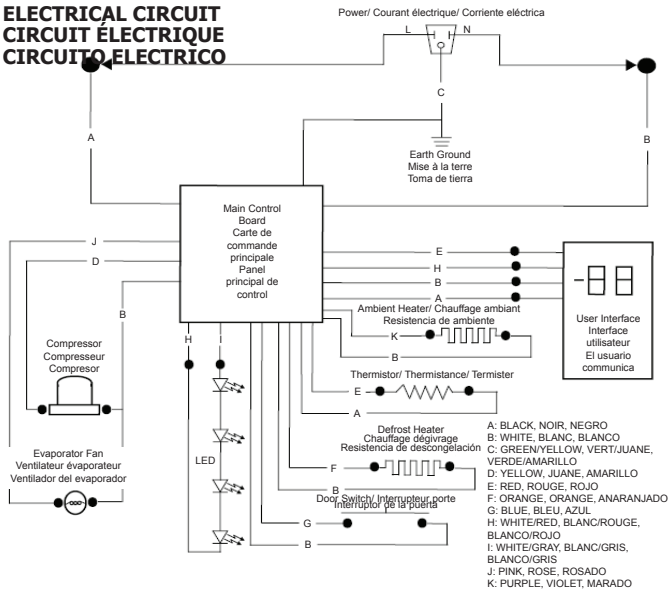 ELECTRICAL CIRCUIT
CIRCUIT ÉLECTRIQUE
CIRCUITO ELECTRICO
Power/ Courant électrique/ Corriente eléctrica
L
N
C
A
B
Earth Ground
Mise à la terre
Toma de tierra
Main Control
Board
Carte de
commande
principale
Panel
principal de
control
J
D
B
E
H
B
A
User Interface
Interface
utilisateur
El usuario
communica
Ambient Heater/ Chauffage ambiant
Resistencia de ambiente
K
B
H
I
Compressor
Compresseur
Compresor
Thermistor/ Thermistance/ Termister
E
A
Evaporator Fan
Ventilateur évaporateur
Ventilador del evaporador
LED
Defrost Heater
Chauffage dégivrage
Resistencia de descongelación
F
B
Door Switch/ Interrupteur porte
Interruptor de la puerta
G
B
A: BLACK, NOIR, NEGRO
B: WHITE, BLANC, BLANCO
C: GREEN/YELLOW, VERT/JUANE,
VERDE/AMARILLO
D: YELLOW, JUANE, AMARILLO
E: RED, ROUGE, ROJO
F: ORANGE, ORANGE, ANARANJADO
G: BLUE, BLEU, AZUL
H: WHITE/RED, BLANC/ROUGE,
BLANCO/ROJO
I: WHITE/GRAY, BLANC/GRIS,
BLANCO/GRIS
J: PINK, ROSE, ROSADO
K: PURPLE, VIOLET, MARADO